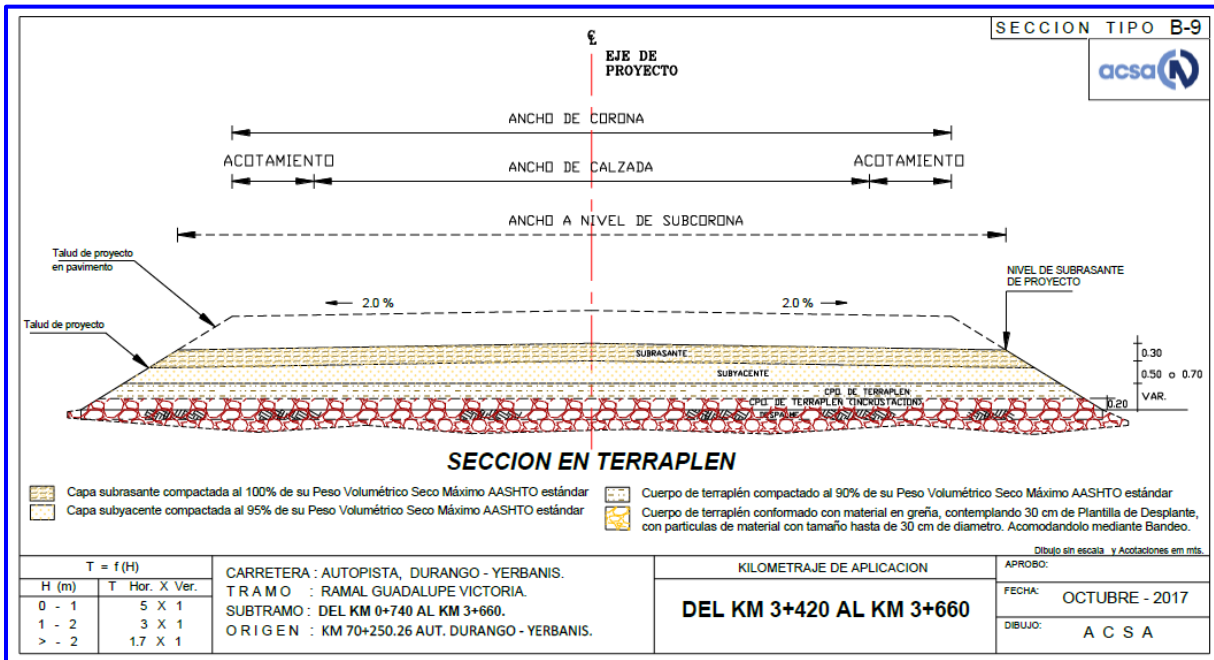 SECCION TIPO B-9
acsa
℄
EJE DE
PROYECTO
ANCHO DE CORONA
ACOTAMIENTO
ANCHO DE CALZADA
ACOTAMIENTO
ANCHO A NIVEL DE SUBCORONA
Talud de proyecto
en pavimento
NIVEL DE SUBRASANTE
DE PROYECTO
2.0 %
2.0 %
Talud de proyecto
SUBRASANTE
0.30
SUBYACENTE
0.50 o 0.70
CPO. DE TERRAPLEN
VAR.
CPO. DE TERRAPLEN (INCRUSTACION)
0.20
DESPALME
SECCION EN TERRAPLEN
Capa subrasante compactada al 100% de su Peso Volumétrico Seco Máximo AASHTO estándar
Capa subyacente compactada al 95% de su Peso Volumétrico Seco Máximo AASHTO estándar
Cuerpo de terraplén compactado al 90% de su Peso Volumétrico Seco Máximo AASHTO estándar
Cuerpo de terraplén conformado con material en greña, contemplando 30 cm de Plantilla de Desplante,
con particulas de material con tamaño hasta de 30 cm de diametro. Acomodandolo mediante Bandeo.
Dibujo sin escala y Acotaciones em mts.
T = f (H)
H (m) T Hor. X Ver.
0 - 1 5 X 1
1 - 2 3 X 1
> - 2 1.7 X 1
CARRETERA : AUTOPISTA, DURANGO - YERBANIS.
TRAMO : RAMAL GUADALUPE VICTORIA.
SUBTRAMO : DEL KM 0+740 AL KM 3+660.
ORIGEN : KM 70+250.26 AUT. DURANGO - YERBANIS.
KILOMETRAJE DE APLICACION
DEL KM 3+420 AL KM 3+660
APROBO:
FECHA: OCTUBRE - 2017
DIBUJO: A C S A